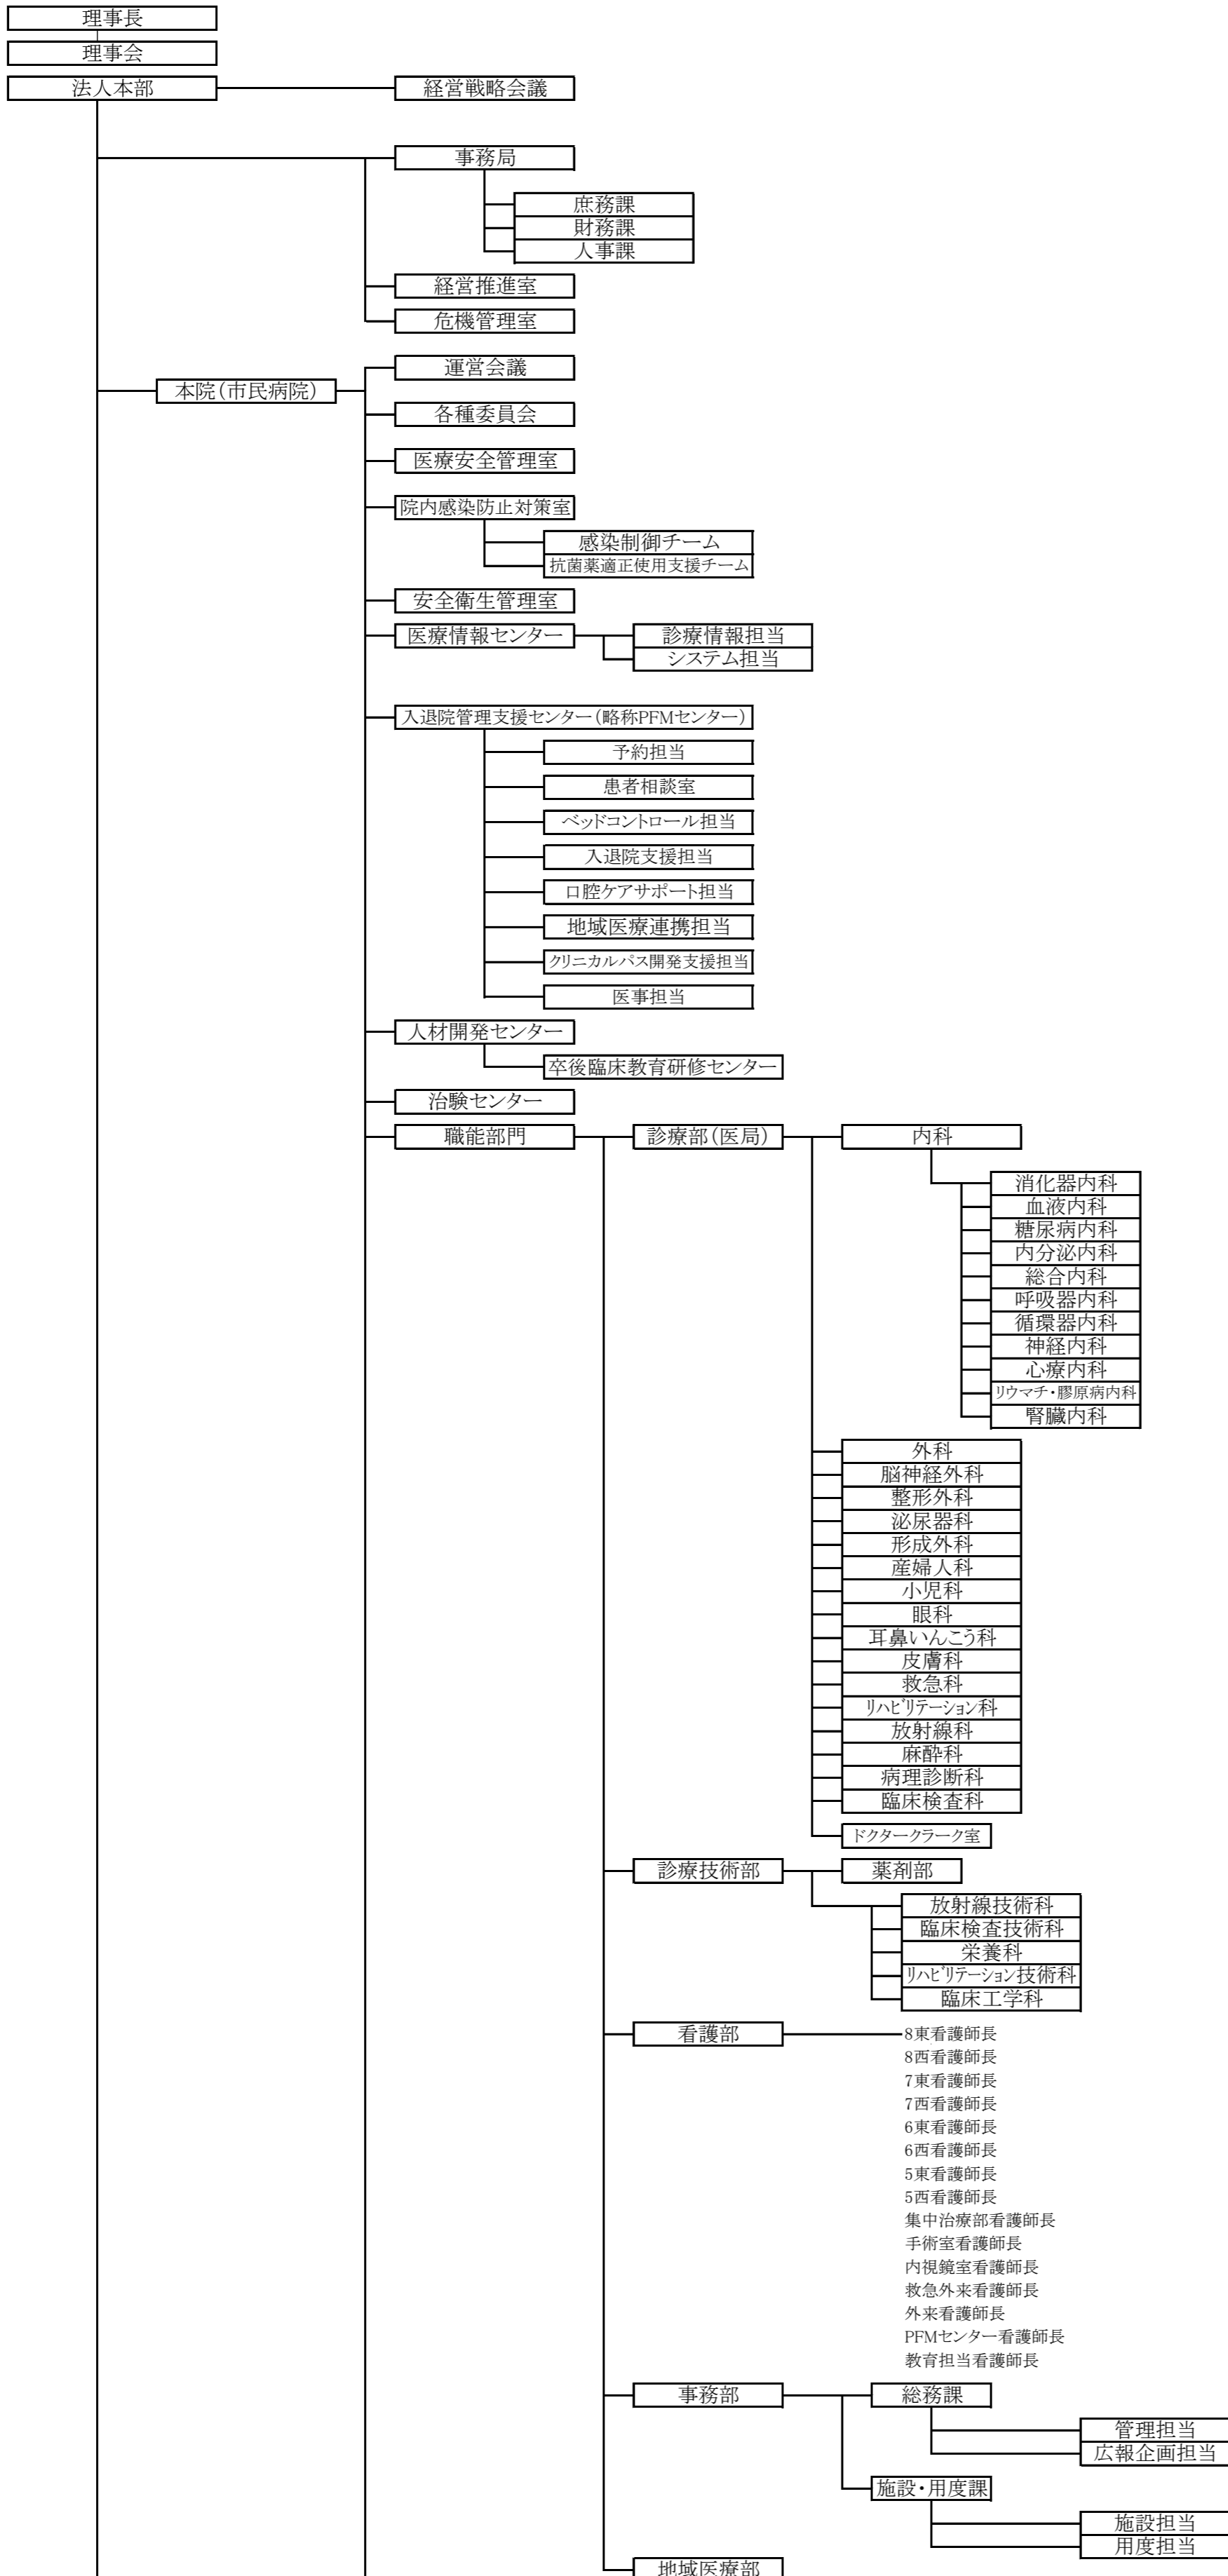 理事長
理事会
法人本部
経営戦略会議
事務局
庶務課
財務課
人事課
経営推進室
危機管理室
運営会議
本院（市民病院）
各種委員会
医療安全管理室
院内感染防止対策室
感染制御チーム
抗菌薬適正使用支援チーム
安全衛生管理室
医療情報センター
診療情報担当
システム担当
入退院管理支援センター（略称PFMセンター）
予約担当
患者相談室
ベッドコントロール担当
入退院支援担当
口腔ケアサポート担当
地域医療連携担当
クリニカルパス開発支援担当
医事担当
人材開発センター
卒後臨床教育研修センター
治験センター
職能部門
診療部（医局）
内科
消化器内科
血液内科
糖尿病内科
内分泌内科
総合内科
呼吸器内科
循環器内科
神経内科
心療内科
リウマチ・膠原病内科
腎臓内科
外科
脳神経外科
整形外科
泌尿器科
形成外科
産婦人科
小児科
眼科
耳鼻いんこう科
皮膚科
救急科
リハビリテーション科
放射線科
麻酔科
病理診断科
臨床検査科
ドクタークラーク室
診療技術部
薬剤部
放射線技術科
臨床検査技術科
栄養科
リハビリテーション技術科
臨床工学科
看護部
8東看護師長
8西看護師長
7東看護師長
7西看護師長
6東看護師長
6西看護師長
5東看護師長
5西看護師長
集中治療部看護師長
手術室看護師長
内視鏡室看護師長
救急外来看護師長
外来看護師長
PFMセンター看護師長
教育担当看護師長
事務部
総務課
管理担当
広報企画担当
施設・用度課
施設担当
用度担当
地域医療部